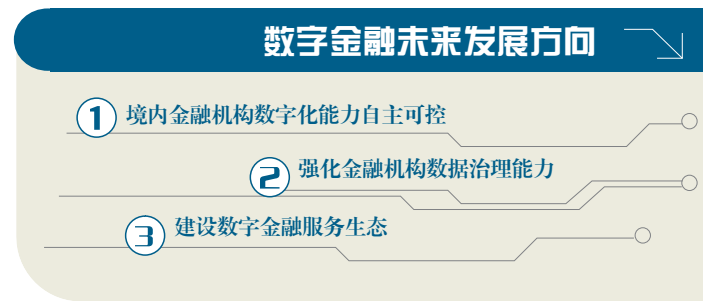 数字金融未来发展方向
1 境内金融机构数字化能力自主可控
2 强化金融机构数据治理能力
3 建设数字金融服务生态